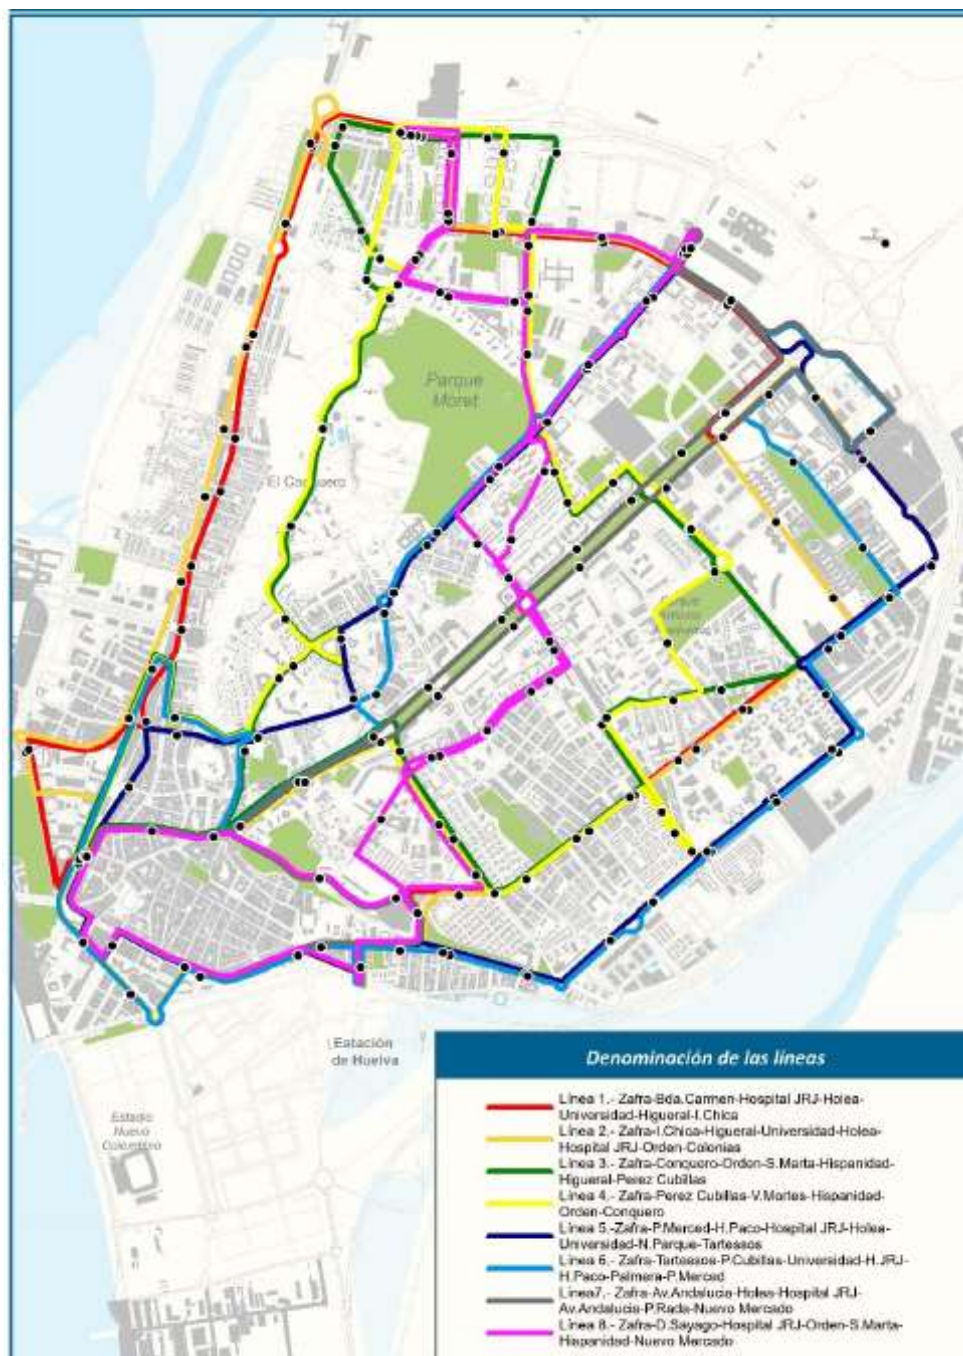 Parque
Moret
El Conquero
Parque
Estación
de Huelva
Estadio
Nuevo
Colombino
Denominación de las líneas
Línea 1.- Zafra-Bda.Carmen-Hospital JRJ-Holea-
Universidad-Higueral-I.Chica
Línea 2.- Zafra-I.Chica-Higueral-Universidad-Holea-
Hospital JRJ-Orden-Colonias
Línea 3.- Zafra-Conquero-Orden-S.Marta-Hispanidad-
Higueral-Perez Cubillas
Línea 4.- Zafra-Perez Cubillas-V.Mortes-Hispanidad-
Orden-Conquero
Línea 5.-Zafra-P.Merced-H.Paco-Hospital JRJ-Holea-
Universidad-N.Parque-Tartessos
Línea 6.- Zafra-Tartessos-P.Cubillas-Universidad-H.JRJ-
H.Paco-Palmera-P.Merced
Línea7.- Zafra-Av.Andalucia-Holea-Hospital JRJ-
Av.Andalucia-P.Rada-Nuevo Mercado
Línea 8.- Zafra-D.Sayago-Hospital JRJ-Orden-S.Marta-
Hispanidad-Nuevo Mercado